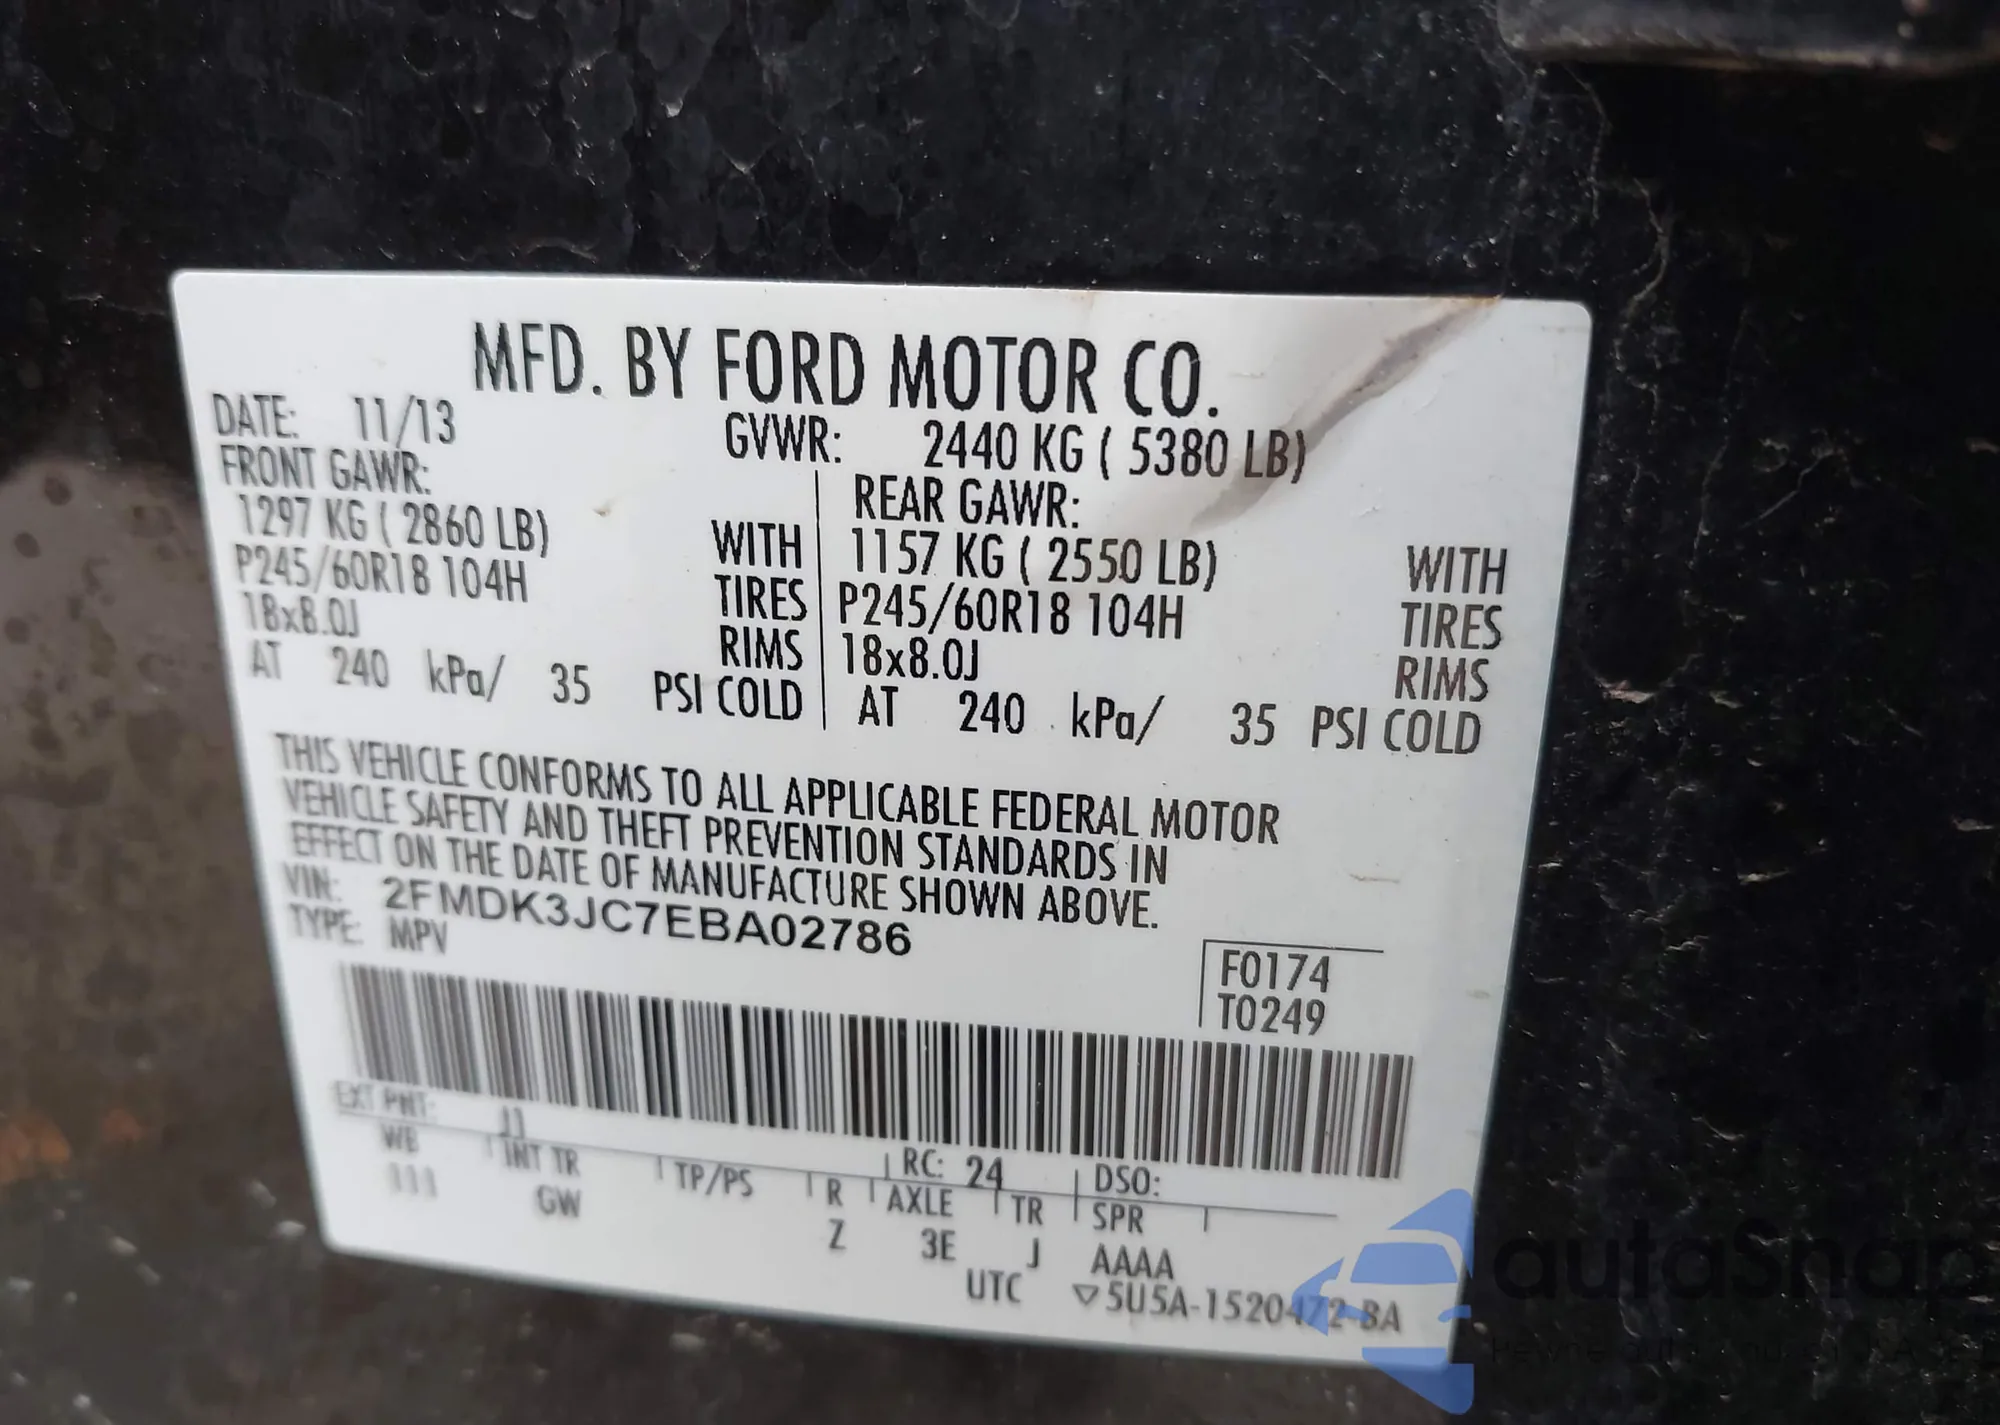 MFD. BY FORD MOTOR CO.
DATE: 11/13 GVWR: 2440 KG ( 5380 LB)
FRONT GAWR: REAR GAWR:
1297 KG ( 2860 LB) WITH 1157 KG ( 2550 LB) WITH
P245/60R18 104H TIRES P245/60R18 104H TIRES
18x8.0J RIMS 18x8.0J RIMS
AT 240 kPa/ 35 PSI COLD AT 240 kPa/ 35 PSI COLD
THIS VEHICLE CONFORMS TO ALL APPLICABLE FEDERAL MOTOR
VEHICLE SAFETY AND THEFT PREVENTION STANDARDS IN
EFFECT ON THE DATE OF MANUFACTURE SHOWN ABOVE.
VIN: 2FMDK3JC7EBA02786
TYPE: MPV
F0174
T0249
EXT PNT: RC: 24 DSO:
WB INT TR TP/PS R AXLE TR SPR
GW Z 3E J AAAA
UTC ▽5U5A-1520472-BA
autoSnap